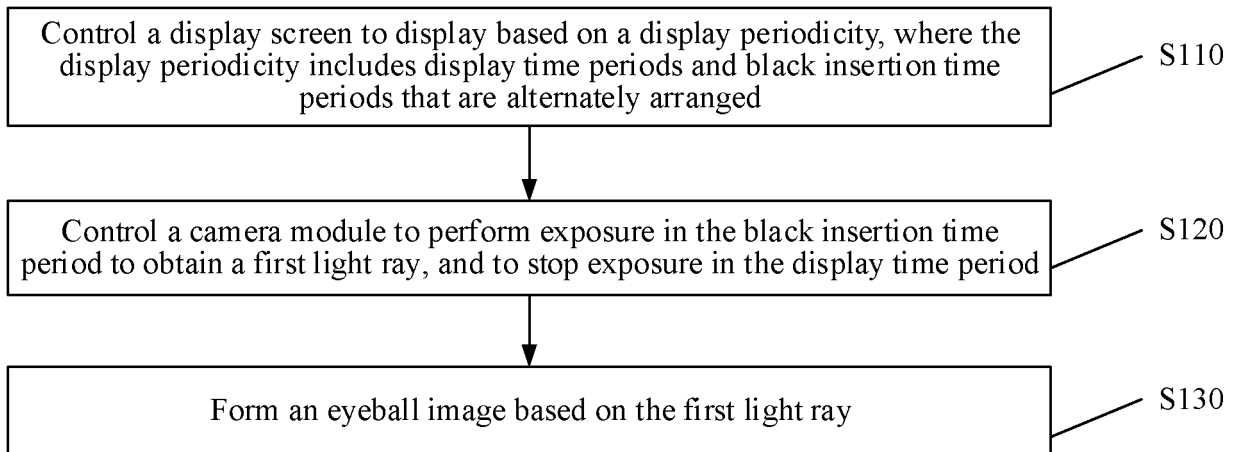 Control a display screen to display based on a display periodicity, where the
display periodicity includes display time periods and black insertion time
periods that are alternately arranged
S110
Control a camera module to perform exposure in the black insertion time
period to obtain a first light ray, and to stop exposure in the display time period
S120
Form an eyeball image based on the first light ray
S130